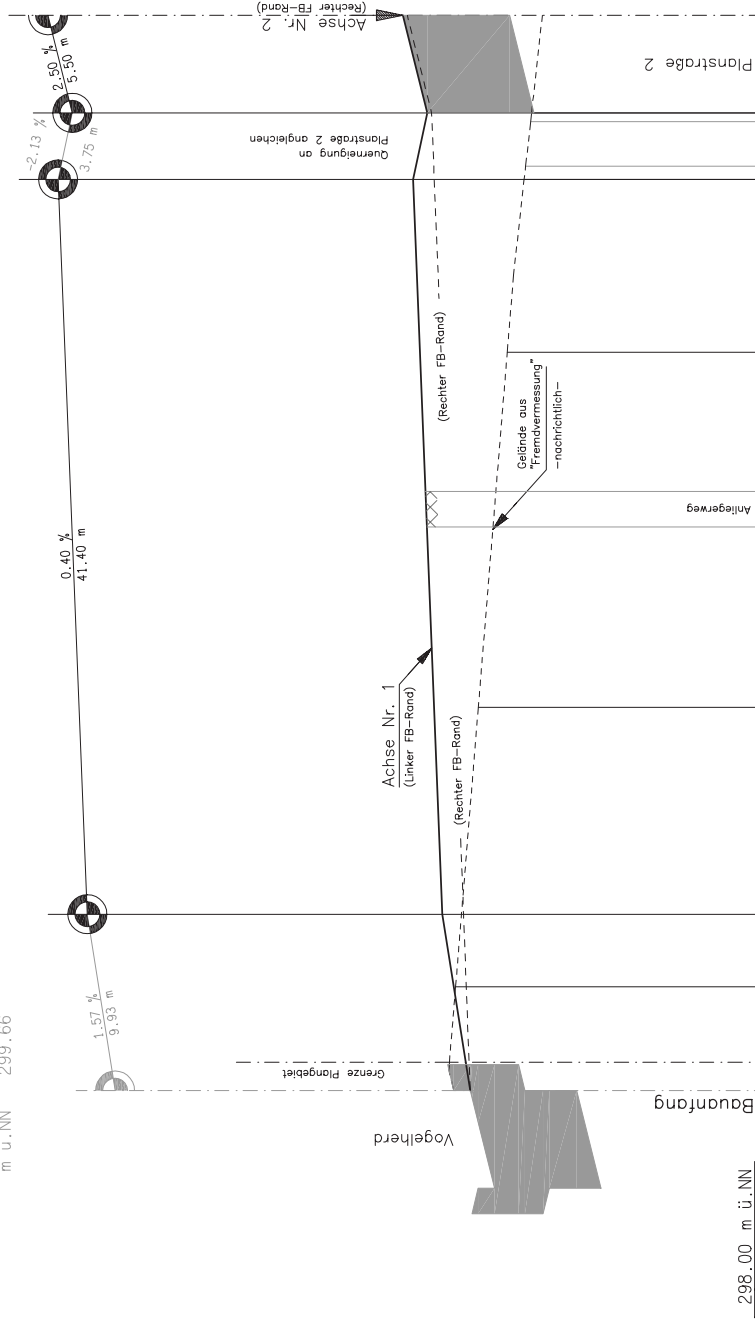 m ü.NN 299.66
1.57 %
9.93 m
0.40 %
41.40 m
-2.13 %
3.75 m
2.50 %
5.50 m
Vogelherd
Grenze Plangebiet
Achse Nr. 1
(Linker FB-Rand)
(Rechter FB-Rand)
(Rechter FB-Rand)
Gelände aus
"Fremdvermessung"
-nachrichtlich-
Querneigung an
Planstraße 2 angleichen
Achse Nr. 2
(Rechter FB-Rand)
298.00 m ü.NN
Bauanfang
Anliegerweg
Planstraße 2